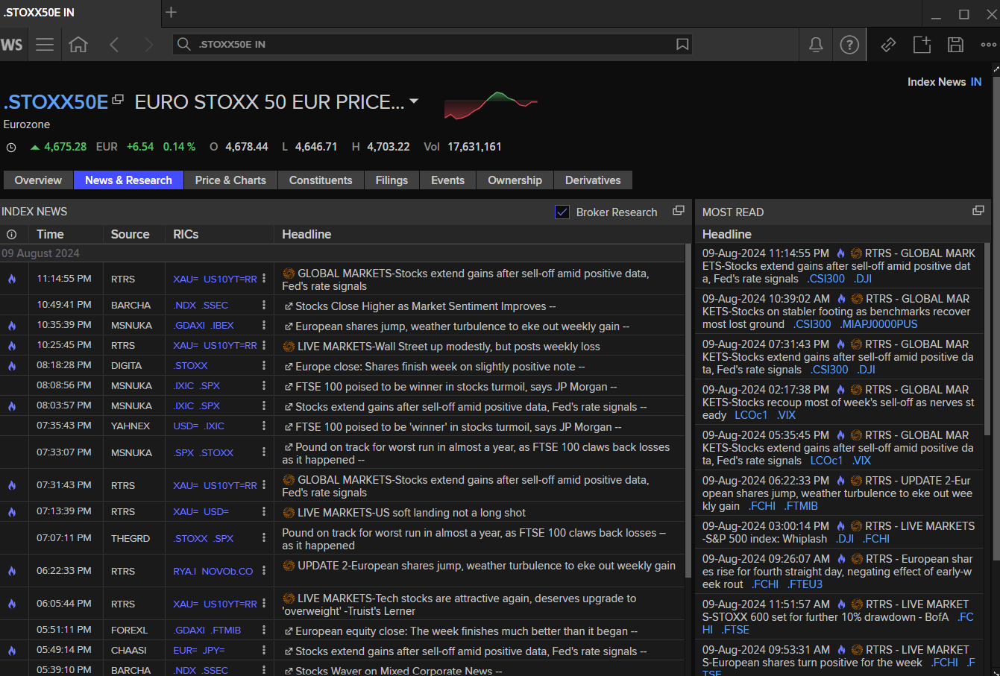 .STOXX50E IN
WS
.STOXX50E IN
?
Index News IN
.STOXX50E EURO STOXX 50 EUR PRICE...
Eurozone
4,675.28 EUR +6.54 0.14 % O 4,678.44 L 4,646.71 H 4,703.22 Vol 17,631,161
Overview News & Research Price & Charts Constituents Filings Events Ownership Derivatives
INDEX NEWS Broker Research
Time Source RICs Headline
09 August 2024
11:14:55 PM RTRS XAU= US10YT=RR GLOBAL MARKETS-Stocks extend gains after sell-off amid positive data,
Fed's rate signals
10:49:41 PM BARCHA .NDX .SSEC Stocks Close Higher as Market Sentiment Improves --
10:35:39 PM MSNUKA .GDAXI .IBEX European shares jump, weather turbulence to eke out weekly gain --
10:25:45 PM RTRS XAU= US10YT=RR LIVE MARKETS-Wall Street up modestly, but posts weekly loss
08:18:28 PM DIGITA .STOXX Europe close: Shares finish week on slightly positive note --
08:08:56 PM MSNUKA .IXIC .SPX FTSE 100 poised to be winner in stocks turmoil, says JP Morgan --
08:03:57 PM MSNUKA .IXIC .SPX Stocks extend gains after sell-off amid positive data, Fed's rate signals --
07:35:43 PM YAHNEX USD= .IXIC FTSE 100 poised to be 'winner' in stocks turmoil, says JP Morgan --
07:33:07 PM MSNUKA .SPX .STOXX Pound on track for worst run in almost a year, as FTSE 100 claws back losses
as it happened --
07:31:43 PM RTRS XAU= US10YT=RR GLOBAL MARKETS-Stocks extend gains after sell-off amid positive data,
Fed's rate signals
07:13:39 PM RTRS XAU= USD= LIVE MARKETS-US soft landing not a long shot
07:07:11 PM THEGRD .STOXX .SPX Pound on track for worst run in almost a year, as FTSE 100 claws back losses –
as it happened
06:22:33 PM RTRS RYA.I NOVOb.CO UPDATE 2-European shares jump, weather turbulence to eke out weekly gain
06:05:44 PM RTRS XAU= US10YT=RR LIVE MARKETS-Tech stocks are attractive again, deserves upgrade to
'overweight' -Truist's Lerner
05:51:11 PM FOREXL .GDAXI .FTMIB European equity close: The week finishes much better than it began --
05:49:14 PM CHAASI EUR= JPY= Stocks extend gains after sell-off amid positive data, Fed's rate signals --
05:39:10 PM BARCHA .NDX .SSEC Stocks Waver on Mixed Corporate News --
MOST READ
Headline
09-Aug-2024 11:14:55 PM RTRS - GLOBAL MARK
ETS-Stocks extend gains after sell-off amid positive dat
a, Fed's rate signals .CSI300 .DJI
09-Aug-2024 10:39:02 AM RTRS - GLOBAL MAR
KETS-Stocks on stabler footing as benchmarks recover
most lost ground .CSI300 .MIAPJ0000PUS
09-Aug-2024 07:31:43 PM RTRS - GLOBAL MAR
KETS-Stocks extend gains after sell-off amid positive da
ta, Fed's rate signals .CSI300 .DJI
09-Aug-2024 02:17:38 PM RTRS - GLOBAL MAR
KETS-Stocks recoup most of week's sell-off as nerves st
eady LCOc1 .VIX
09-Aug-2024 05:35:45 PM RTRS - GLOBAL MAR
KETS-Stocks extend gains after sell-off amid positive da
ta, Fed's rate signals LCOc1 .VIX
09-Aug-2024 06:22:33 PM RTRS - UPDATE 2-Eur
opean shares jump, weather turbulence to eke out wee
kly gain .FCHI .FTMIB
09-Aug-2024 03:00:14 PM RTRS - LIVE MARKETS
-S&P 500 index: Whiplash .DJI .FCHI
09-Aug-2024 09:26:07 AM RTRS - European shar
es rise for fourth straight day, negating effect of early-w
eek rout .FCHI .FTEU3
09-Aug-2024 11:51:57 AM RTRS - LIVE MARKET
S-STOXX 600 set for further 10% drawdown - BofA .FC
HI .FTSE
09-Aug-2024 09:53:31 AM RTRS - LIVE MARKET
S-European shares turn positive for the week .FCHI .F
TSE